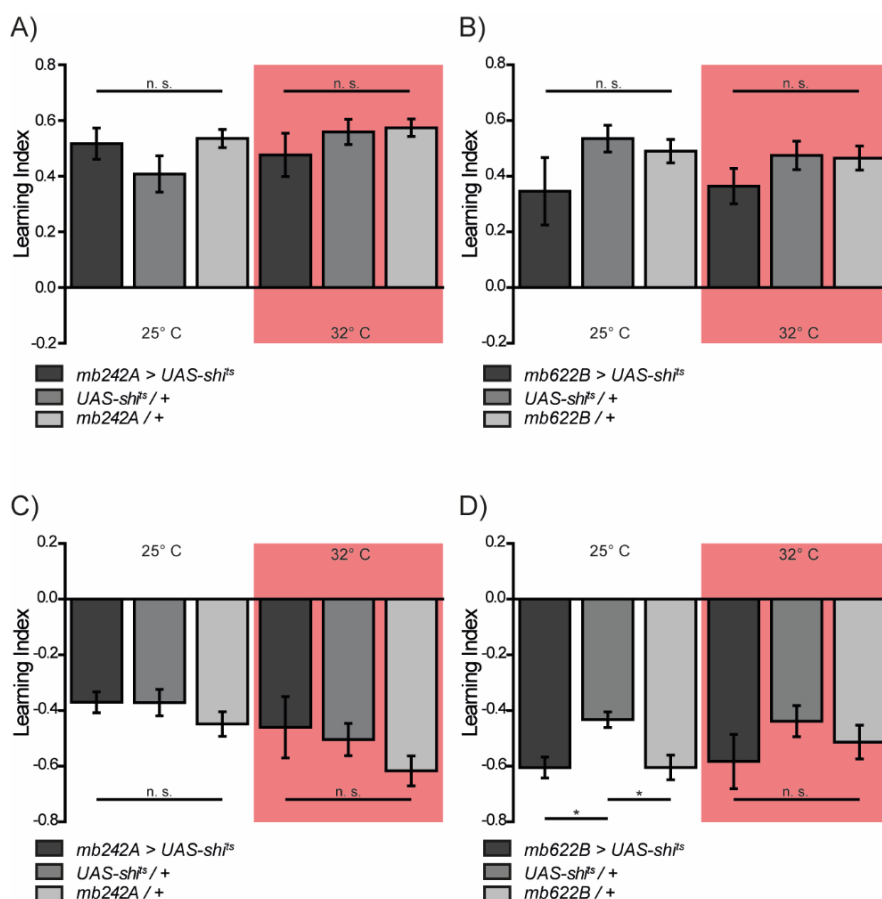 A)
0.8
0.6
0.4
0.2
0.0
-0.2
Learning Index
n. s.
n. s.
25° C
32° C
mb242A > UAS-shiᵗˢ
UAS-shiᵗˢ / +
mb242A / +
B)
0.8
0.6
0.4
0.2
0.0
-0.2
Learning Index
n. s.
n. s.
25° C
32° C
mb622B > UAS-shiᵗˢ
UAS-shiᵗˢ / +
mb622B / +
C)
0.2
0.0
-0.2
-0.4
-0.6
-0.8
Learning Index
25° C
32° C
n. s.
n. s.
mb242A > UAS-shiᵗˢ
UAS-shiᵗˢ / +
mb242A / +
D)
0.2
0.0
-0.2
-0.4
-0.6
-0.8
Learning Index
25° C
32° C
*
*
n. s.
mb622B > UAS-shiᵗˢ
UAS-shiᵗˢ / +
mb622B / +